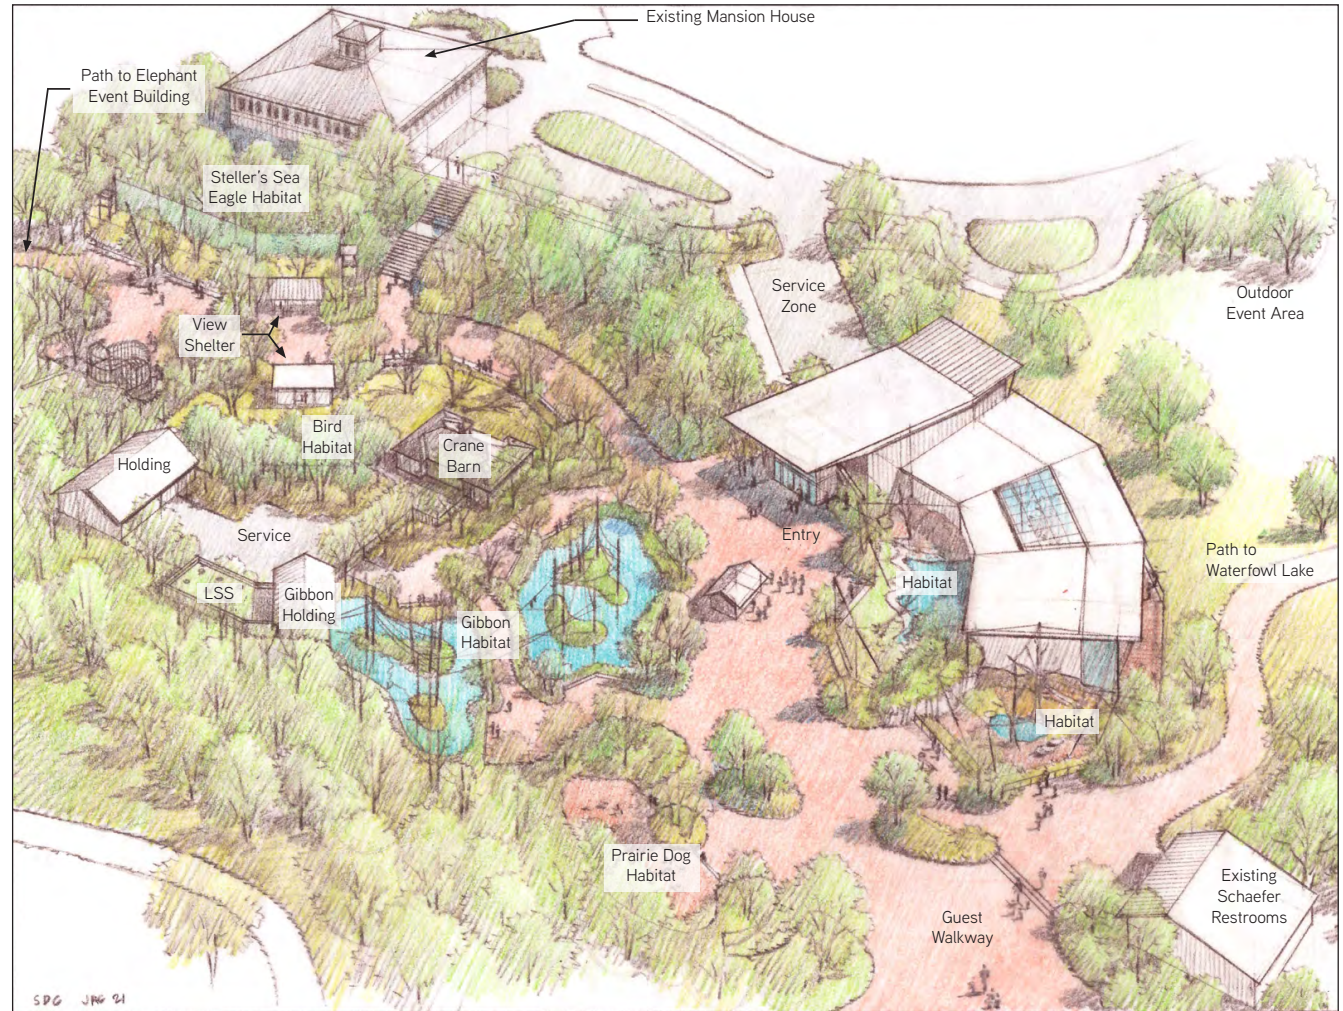 Existing Mansion House
Path to Elephant
Event Building
Steller's Sea
Eagle Habitat
Service
Zone
Outdoor
Event Area
View
Shelter
Bird
Habitat
Crane
Barn
Holding
Service
Entry
Path to
Waterfowl Lake
LSS
Gibbon
Holding
Gibbon
Habitat
Habitat
Habitat
Prairie Dog
Habitat
Existing
Schaefer
Restrooms
Guest
Walkway
SDG
21